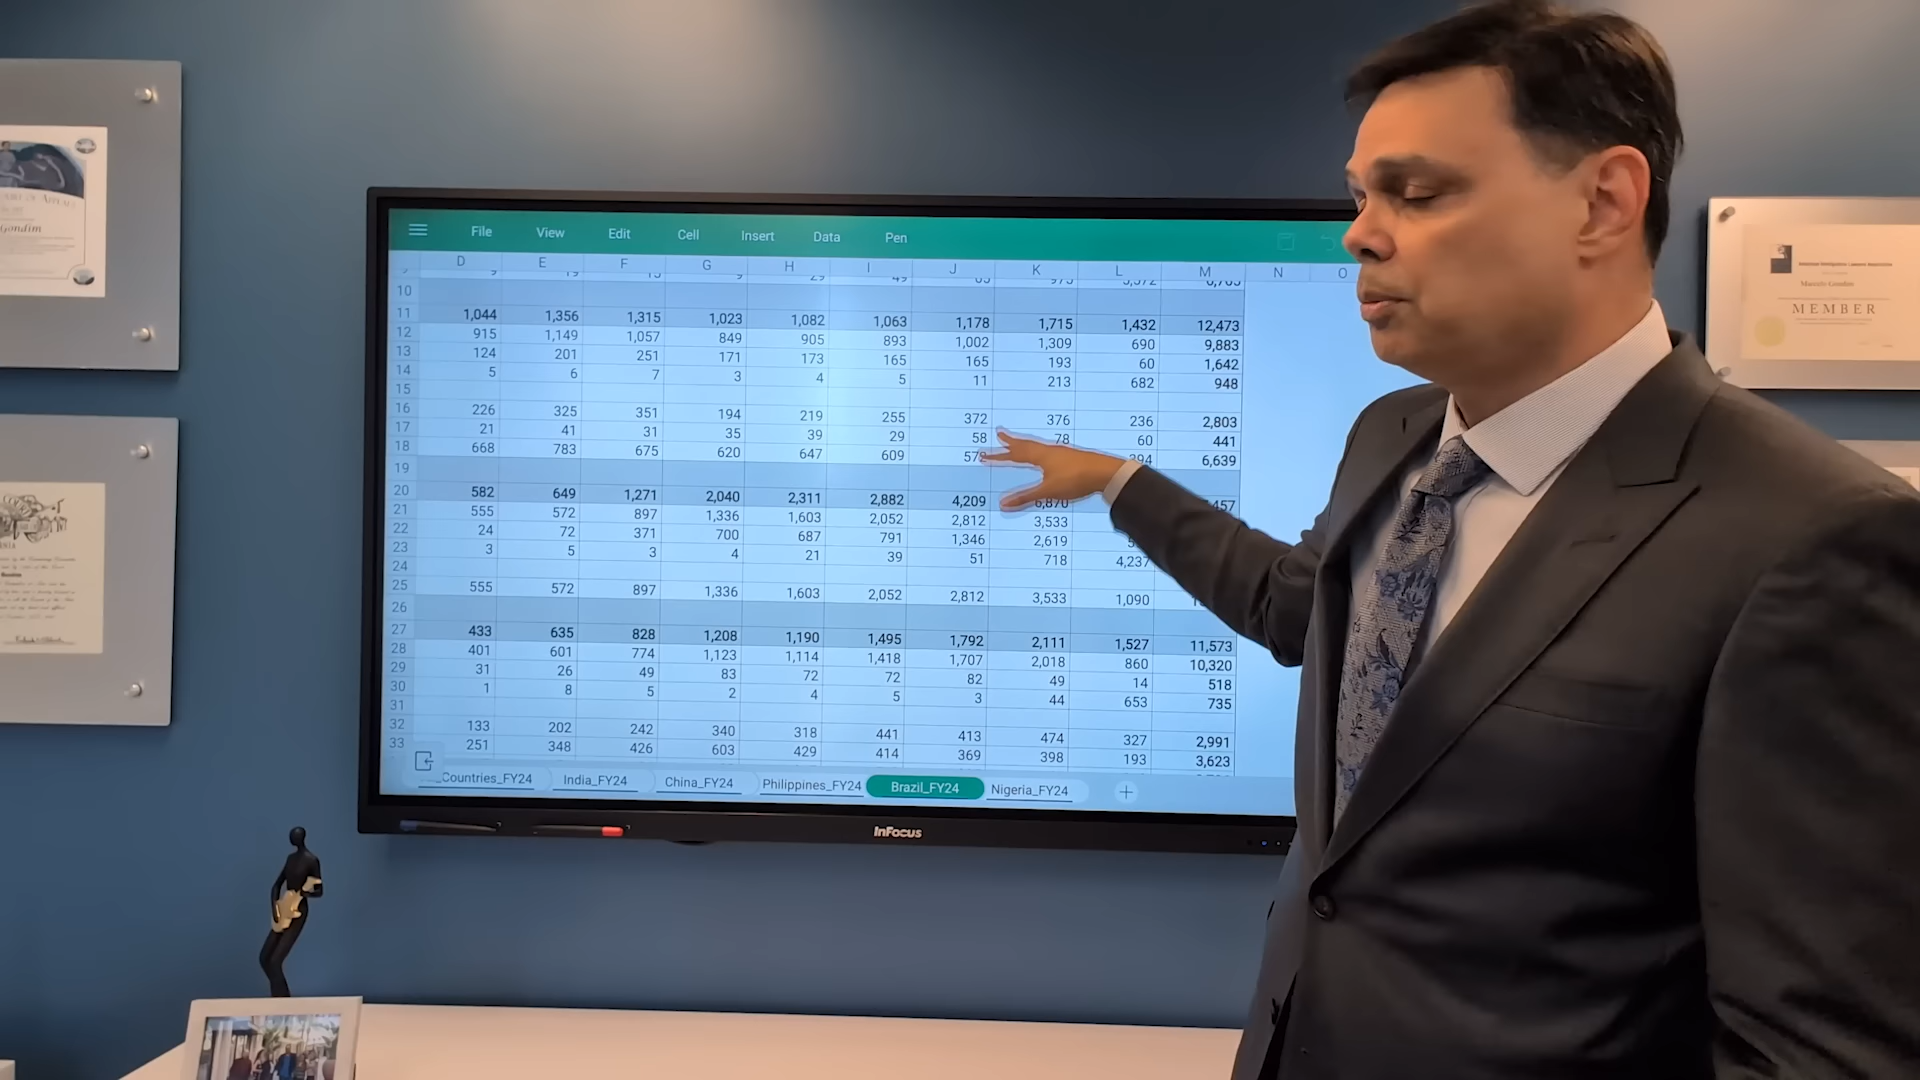 Gondim
File View Edit Cell Insert Data Pen
D E F G H I J K L M N O
10
11 1,044 1,356 1,315 1,023 1,082 1,063 1,178 1,715 1,432 12,473
12 915 1,149 1,057 849 905 893 1,002 1,309 690 9,883
13 124 201 251 171 173 165 165 193 60 1,642
14 5 6 7 3 4 5 11 213 682 948
15
16 226 325 351 194 219 255 372 376 236 2,803
17 21 41 31 35 39 29 58 78 60 441
18 668 783 675 620 647 609 6,639
19
20 582 649 1,271 2,040 2,311 2,882 4,209 6,870
21 555 572 897 1,336 1,603 2,052 2,812 3,533
22 24 72 371 700 687 791 1,346 2,619
23 3 5 3 4 21 39 51 718 4,237
24
25 555 572 897 1,336 1,603 2,052 2,812 3,533 1,090
26
27 433 635 828 1,208 1,190 1,495 1,792 2,111 1,527 11,573
28 401 601 774 1,123 1,114 1,418 1,707 2,018 860 10,320
29 31 26 49 83 72 72 82 49 14 518
30 1 8 5 2 4 5 3 44 653 735
31
32 133 202 242 340 318 441 413 474 327 2,991
33 251 348 426 603 429 414 369 398 193 3,623
Countries_FY24 India_FY24 China_FY24 Philippines_FY24 Brazil_FY24 Nigeria_FY24 +
InFocus
Marcelo Gondim
MEMBER